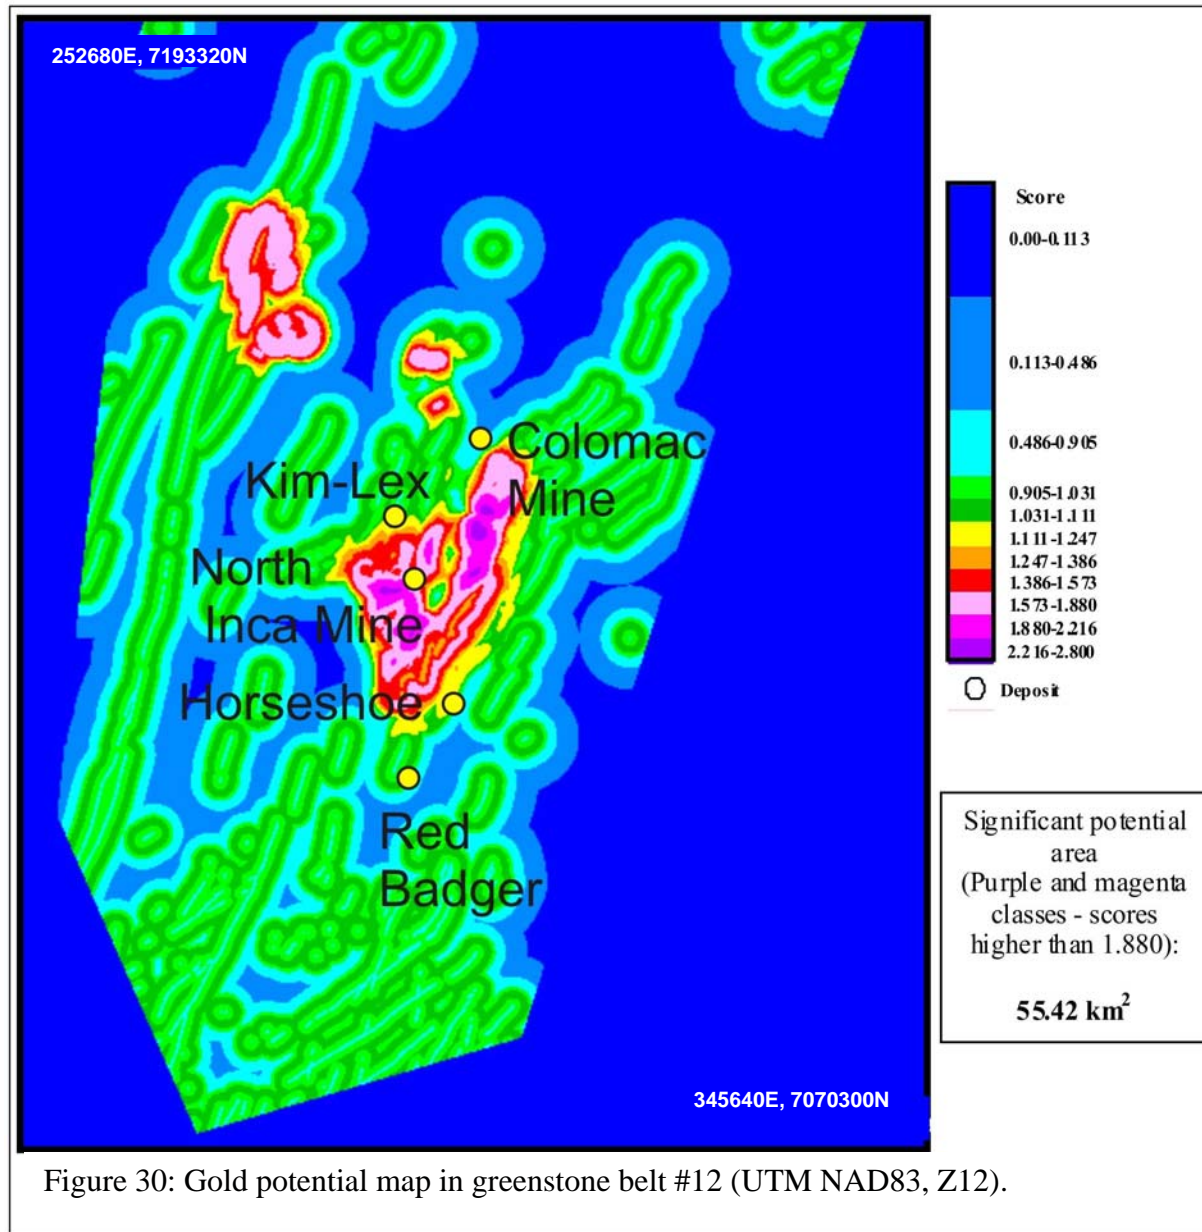 252680E, 7193320N
Score
0.00-0.113
0.113-0.486
0.486-0.905
0.905-1.031
1.031-1.111
1.111-1.247
1.247-1.386
1.386-1.573
1.573-1.880
1.880-2.216
2.216-2.800
Deposit
Colomac
Mine
Kim-Lex
North
Inca Mine
Horseshoe
Red
Badger
Significant potential
area
(Purple and magenta
classes - scores
higher than 1.880):
55.42 km²
345640E, 7070300N
Figure 30: Gold potential map in greenstone belt #12 (UTM NAD83, Z12).